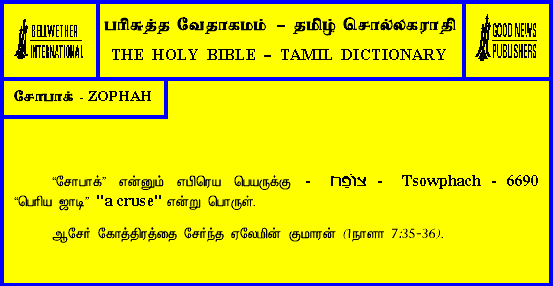 BELLWETHER
INTERNATIONAL
பரிசுத்த வேதாகமம் – தமிழ் சொல்லகராதி
THE HOLY BIBLE – TAMIL DICTIONARY
GOOD NEWS
PUBLISHERS
சோபாக் - ZOPHAH
“சோபாக்” என்னும் எபிரெய பெயருக்கு - צוֹפַח - Tsowphach - 6690
“பெரிய ஜாடி” "a cruse" என்று பொருள்.
ஆசேர் கோத்திரத்தை சேர்ந்த ஏலேமின் குமாரன் (1நாளா 7:35-36).